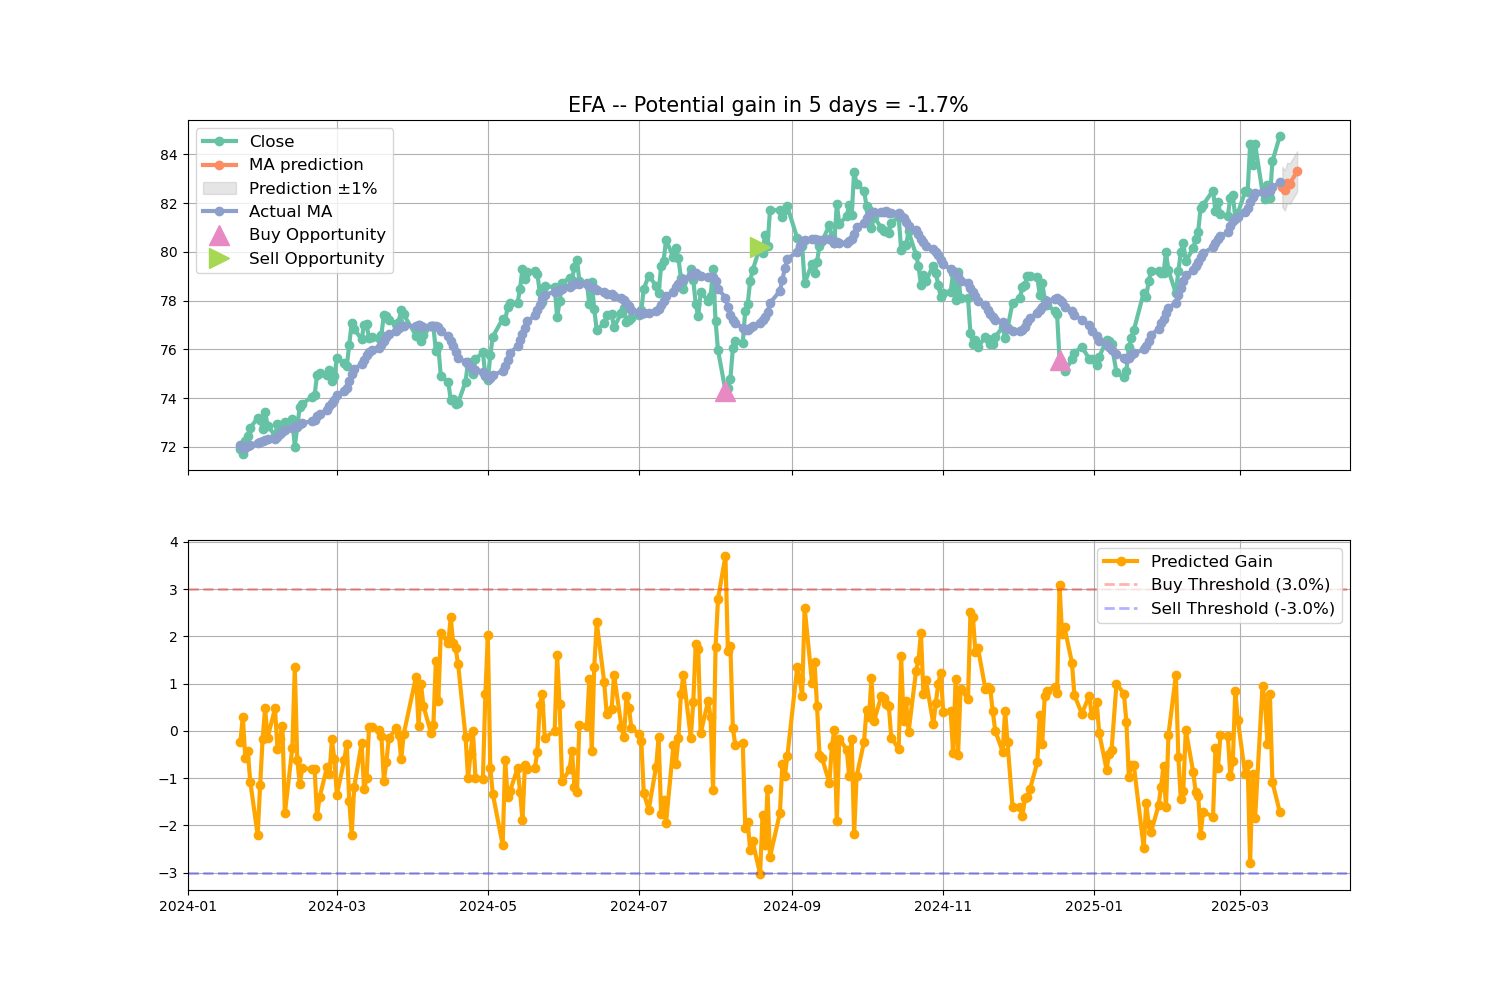 EFA -- Potential gain in 5 days = -1.7%
Close
MA prediction
Prediction ±1%
Actual MA
Buy Opportunity
Sell Opportunity
84
82
80
78
76
74
72
Predicted Gain
Buy Threshold (3.0%)
Sell Threshold (-3.0%)
4
3
2
1
0
−1
−2
−3
2024-01 2024-03 2024-05 2024-07 2024-09 2024-11 2025-01 2025-03